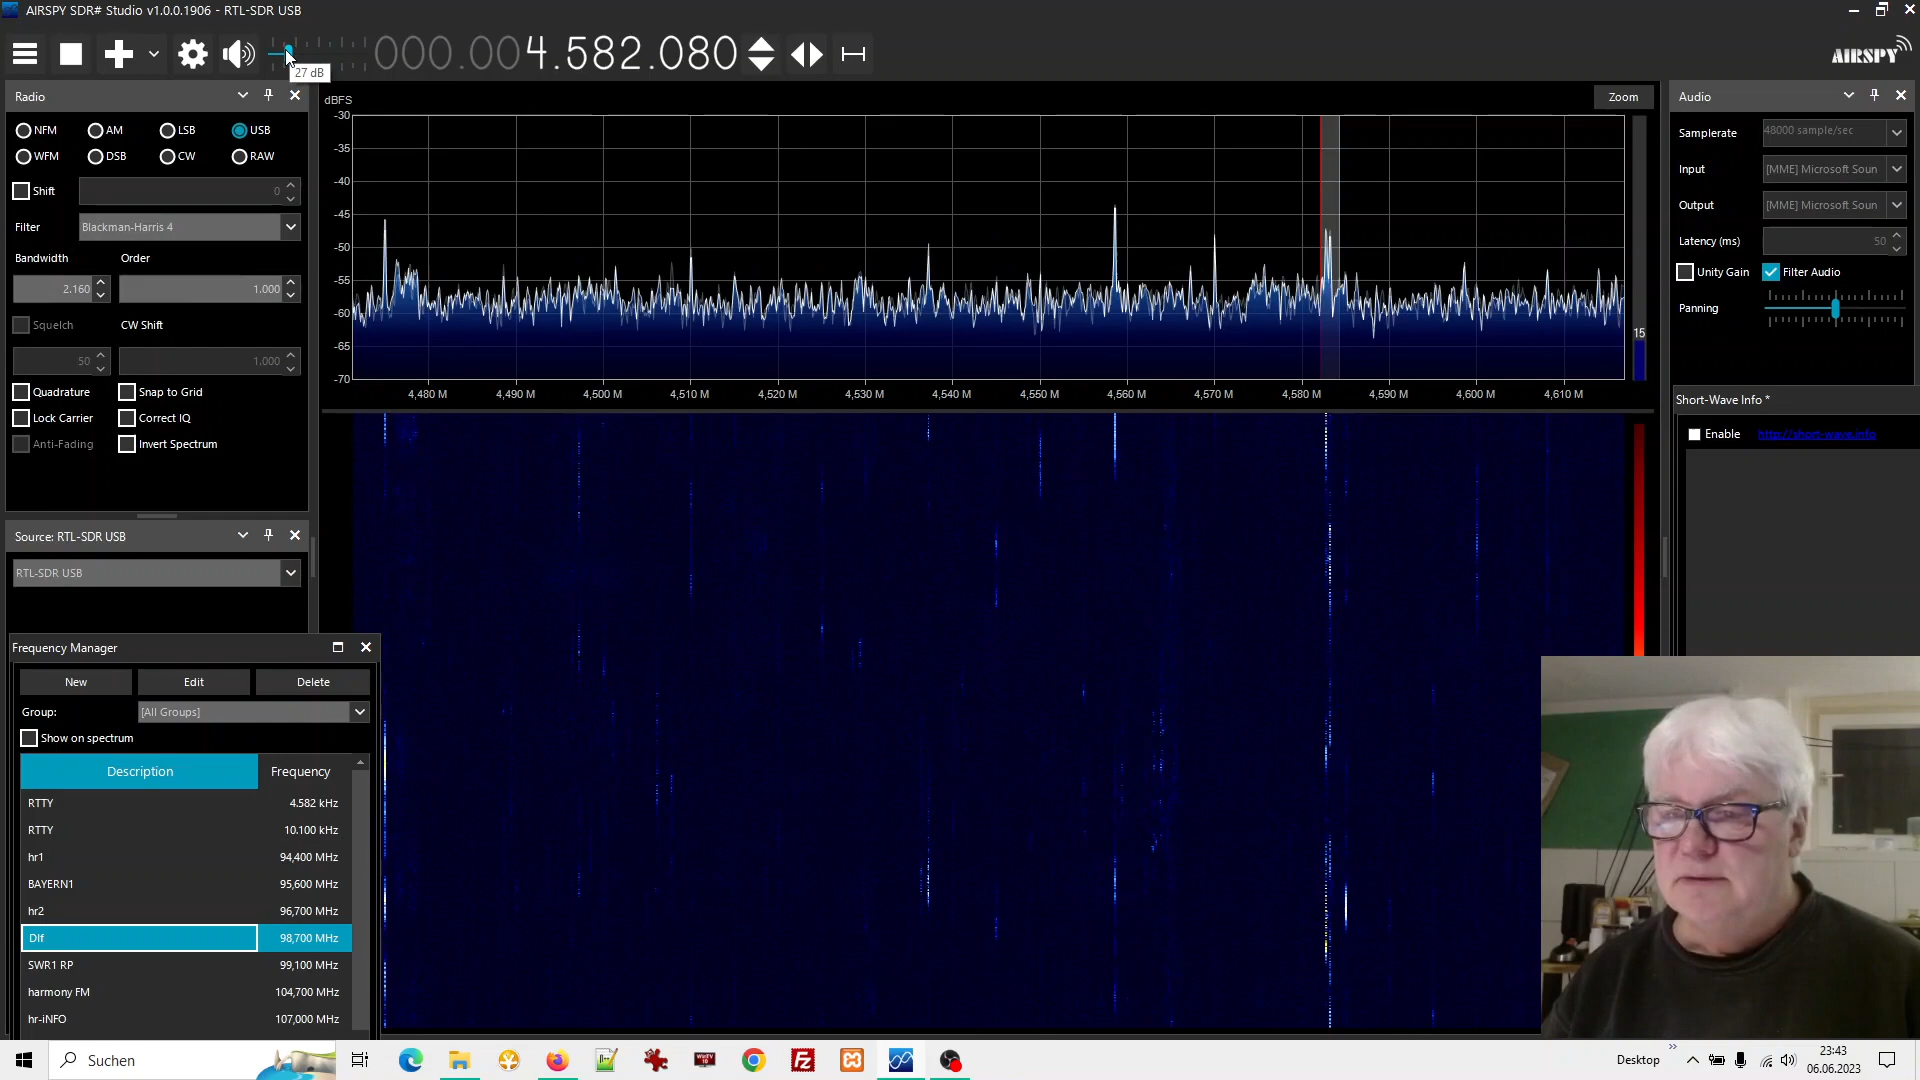 AIRSPY SDR# Studio v1.0.0.1906 - RTL-SDR USB
000.004.582.080
27 dB
AIRSPY
Radio
NFM AM LSB USB
WFM DSB CW RAW
Shift 0
Filter Blackman-Harris 4
Bandwidth Order
2.160 1.000
Squelch CW Shift
50 1.000
Quadrature Snap to Grid
Lock Carrier Correct IQ
Anti-Fading Invert Spectrum
Source: RTL-SDR USB
RTL-SDR USB
Frequency Manager
New Edit Delete
Group: [All Groups]
Show on spectrum
Description Frequency
RTTY 4.582 kHz
RTTY 10.100 kHz
hr1 94,400 MHz
BAYERN1 95,600 MHz
hr2 96,700 MHz
Dlf 98,700 MHz
SWR1 RP 99,100 MHz
harmony FM 104,700 MHz
hr-iNFO 107,000 MHz
dBFS
Zoom
-30
-35
-40
-45
-50
-55
-60
-65
-70
15
4,480 M 4,490 M 4,500 M 4,510 M 4,520 M 4,530 M 4,540 M 4,550 M 4,560 M 4,570 M 4,580 M 4,590 M 4,600 M 4,610 M
Audio
Samplerate 48000 sample/sec
Input [MME] Microsoft Soun
Output [MME] Microsoft Soun
Latency (ms) 50
Unity Gain Filter Audio
Panning
Short-Wave Info *
Enable http://short-wave.info
Suchen
WinTV
10
Fz
Desktop
23:43
06.06.2023